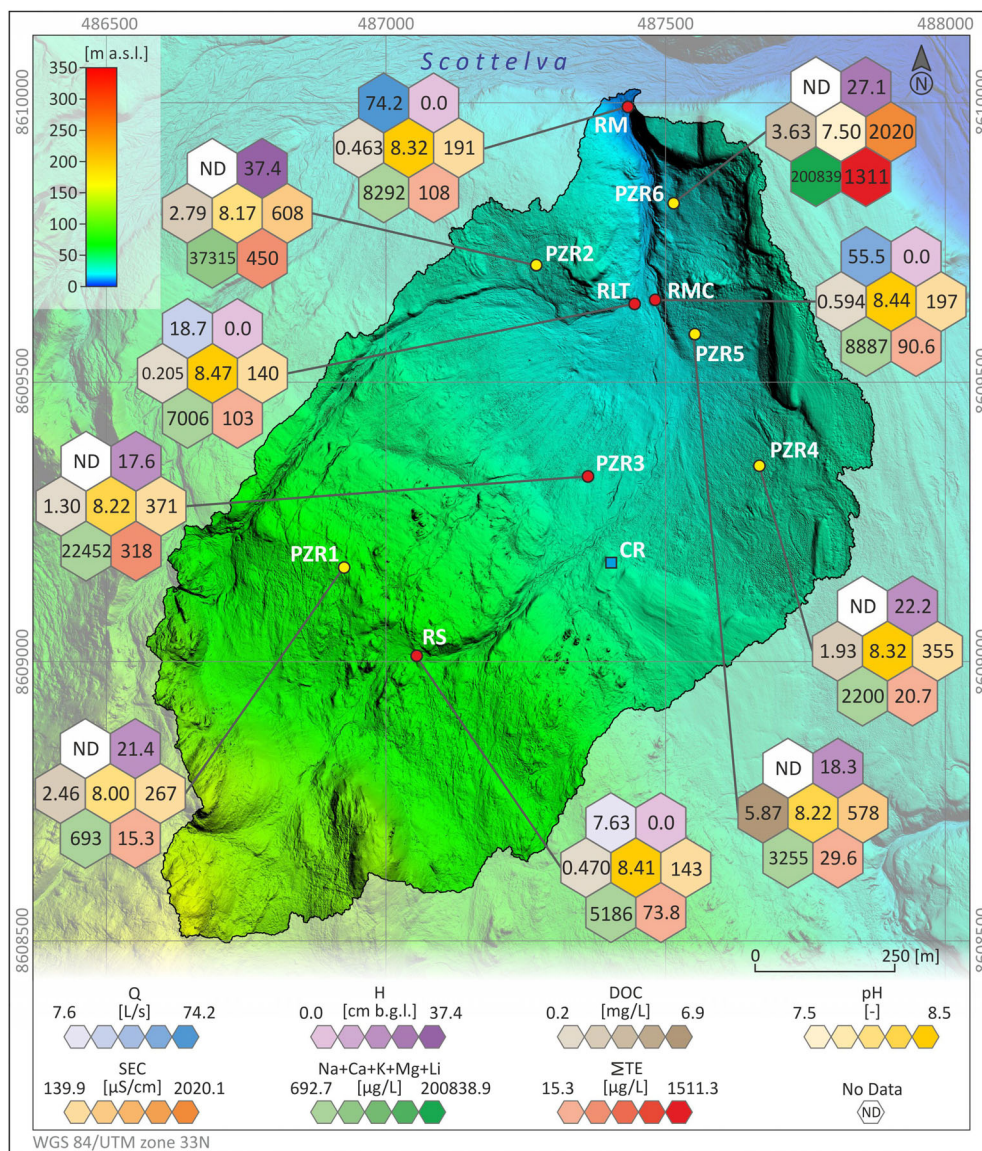 486500 487000 487500 488000
[m a.s.l.]
350
300
250
200
150
100
50
0
Scottelva
N
8610000 8610000
8609500 8609500
8609000 8609000
8608500 8608500
74.2 0.0
0.463 8.32 191
8292 108
RM
ND 27.1
3.63 7.50 2020
200839 1311
PZR6
ND 37.4
2.79 8.17 608
37315 450
PZR2
55.5 0.0
0.594 8.44 197
8887 90.6
RLT RMC
18.7 0.0
0.205 8.47 140
7006 103
PZR5
ND 17.6
1.30 8.22 371
22452 318
PZR3
PZR4
PZR1
CR
RS
ND 22.2
1.93 8.32 355
2200 20.7
ND 21.4
2.46 8.00 267
693 15.3
ND 18.3
5.87 8.22 578
3255 29.6
7.63 0.0
0.470 8.41 143
5186 73.8
0 250 [m]
Q H DOC pH
7.6 [L/s] 74.2 0.0 [cm b.g.l.] 37.4 0.2 [mg/L] 6.9 7.5 [-] 8.5
SEC Na+Ca+K+Mg+Li ΣTE
139.9 [µS/cm] 2020.1 692.7 [µg/L] 200838.9 15.3 [µg/L] 1511.3 No Data
ND
WGS 84/UTM zone 33N